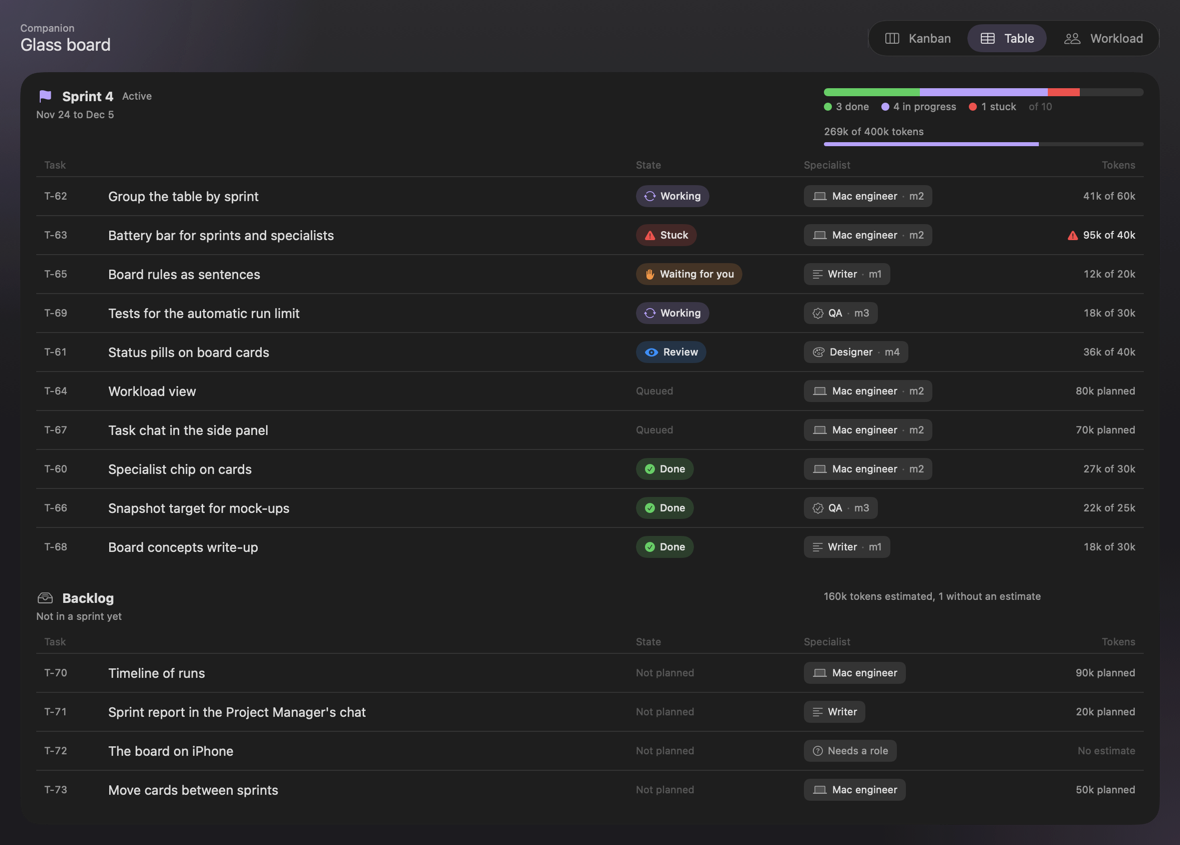 Companion
Glass board
Kanban Table Workload
Sprint 4 Active
Nov 24 to Dec 5
3 done 4 in progress 1 stuck of 10
269k of 400k tokens
Task State Specialist Tokens
T-62 Group the table by sprint Working Mac engineer · m2 41k of 60k
T-63 Battery bar for sprints and specialists Stuck Mac engineer · m2 95k of 40k
T-65 Board rules as sentences Waiting for you Writer · m1 12k of 20k
T-69 Tests for the automatic run limit Working QA · m3 18k of 30k
T-61 Status pills on board cards Review Designer · m4 36k of 40k
T-64 Workload view Queued Mac engineer · m2 80k planned
T-67 Task chat in the side panel Queued Mac engineer · m2 70k planned
T-60 Specialist chip on cards Done Mac engineer · m2 27k of 30k
T-66 Snapshot target for mock-ups Done QA · m3 22k of 25k
T-68 Board concepts write-up Done Writer · m1 18k of 30k
Backlog
160k tokens estimated, 1 without an estimate
Not in a sprint yet
Task State Specialist Tokens
T-70 Timeline of runs Not planned Mac engineer 90k planned
T-71 Sprint report in the Project Manager's chat Not planned Writer 20k planned
T-72 The board on iPhone Not planned Needs a role No estimate
T-73 Move cards between sprints Not planned Mac engineer 50k planned